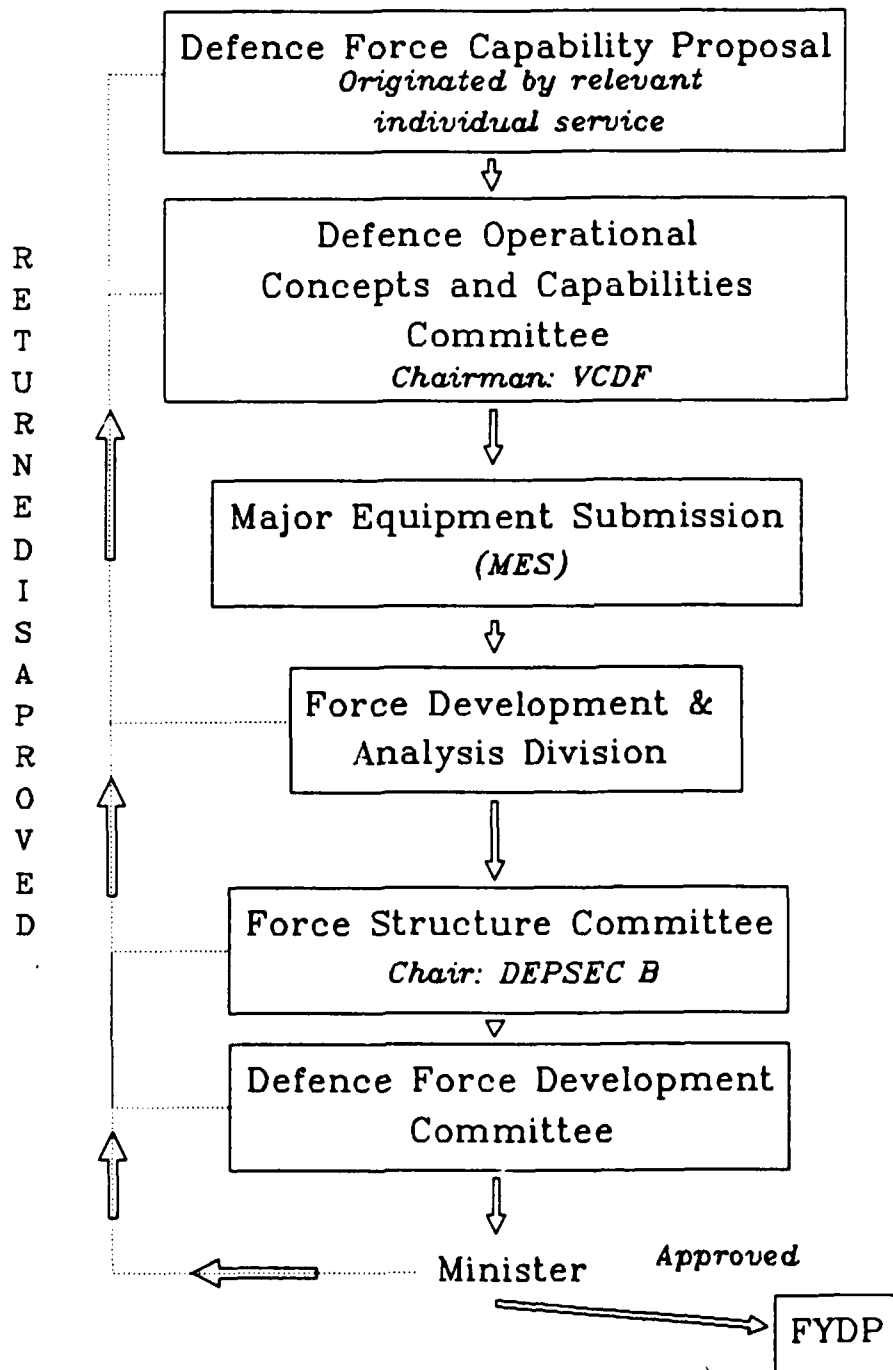 Defence Force Capability Proposal
Originated by relevant
individual service
Defence Operational
Concepts and Capabilities
Committee
Chairman: VCDF
Major Equipment Submission
(MES)
Force Development &
Analysis Division
Force Structure Committee
Chair: DEPSEC B
Defence Force Development
Committee
Minister
Approved
FYDP
R
E
T
U
R
N
E
D
I
S
A
P
R
O
V
E
D